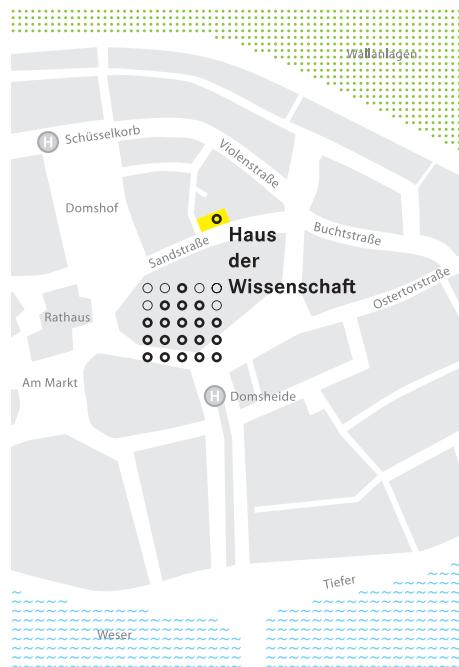 Wallanlagen
H Schüsselkorb
Violenstraße
Domshof
Haus
der
Wissenschaft
Buchtstraße
Sandstraße
Ostertorstraße
Rathaus
Am Markt
H Domsheide
Tiefer
Weser